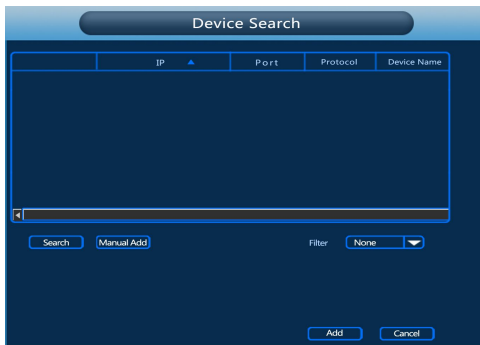 Device Search
IP Port Protocol Device Name
Search Manual Add Filter None
Add Cancel